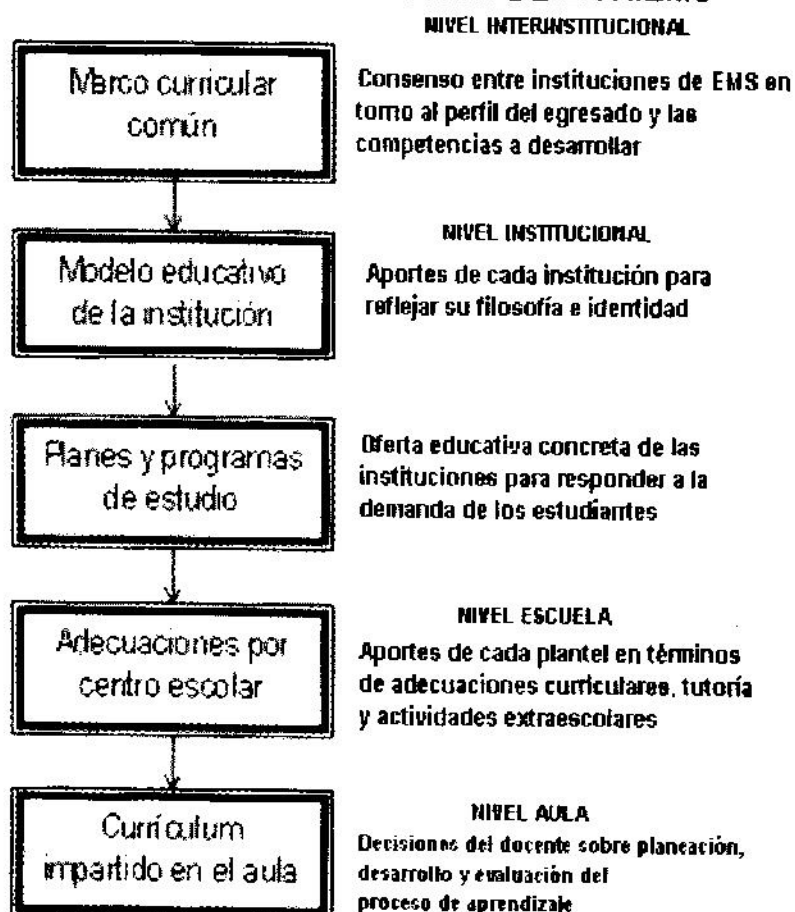 NIVEL INTERINSTITUCIONAL
Marco curricular
común
Consenso entre instituciones de EMS en
torno al perfil del egresado y las
competencias a desarrollar
NIVEL INSTITUCIONAL
Modelo educativo
de la institución
Aportes de cada institución para
reflejar su filosofía e identidad
Planes y programas
de estudio
Oferta educativa concreta de las
instituciones para responder a la
demanda de los estudiantes
NIVEL ESCUELA
Adecuaciones por
centro escolar
Aportes de cada plantel en términos
de adecuaciones curriculares, tutoría
y actividades extraescolares
NIVEL AULA
Currículum
impartido en el aula
Decisiones del docente sobre planeación,
desarrollo y evaluación del
proceso de aprendizaje